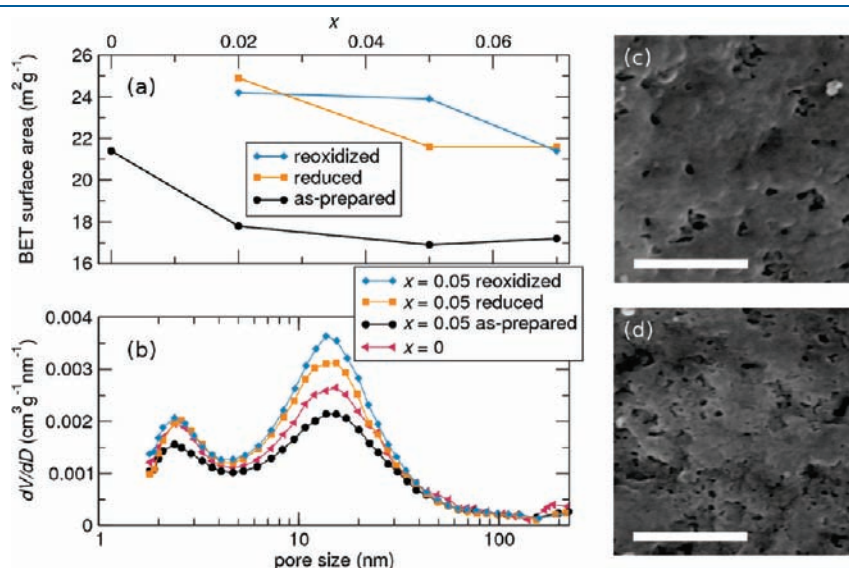 x
0 0.02 0.04 0.06
26
24
22
20
18
16
BET surface area (m²g⁻¹)
(a)
reoxidized
reduced
as-prepared
x = 0.05 reoxidized
x = 0.05 reduced
x = 0.05 as-prepared
x = 0
0.004
0.003
0.002
0.001
0
dV/dD (cm³g⁻¹nm⁻¹)
(b)
1 10 100
pore size (nm)
(c)
(d)